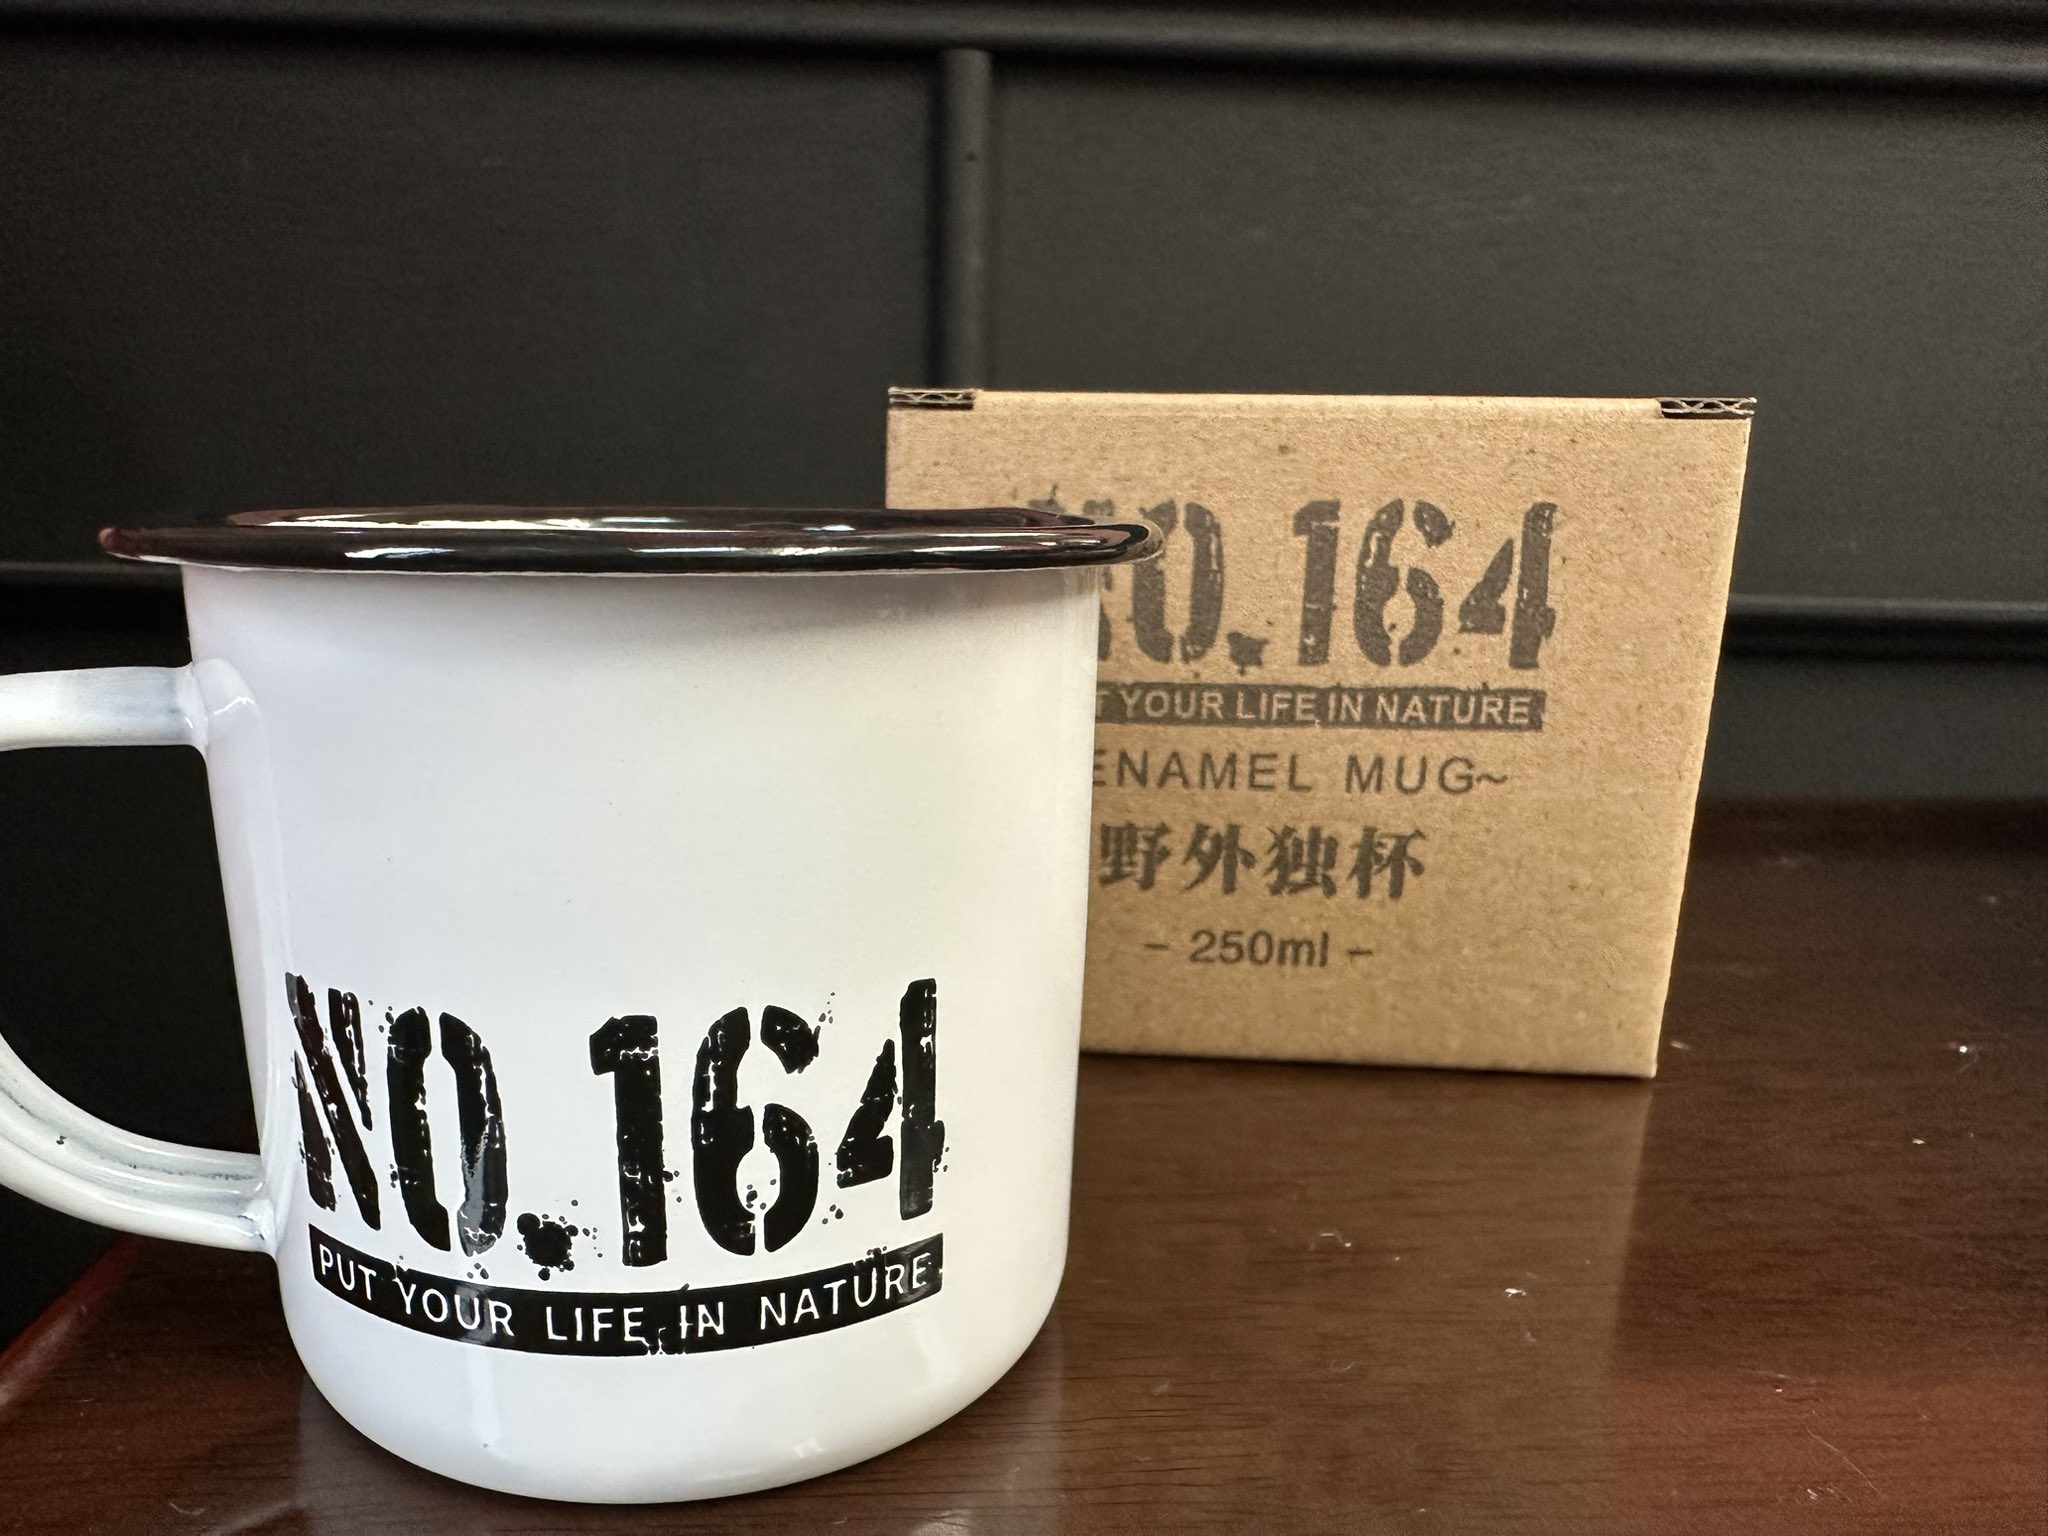 NO.164
PUT YOUR LIFE IN NATURE
NO.164
YOUR LIFE IN NATURE
ENAMEL MUG~
野外独杯
- 250ml -